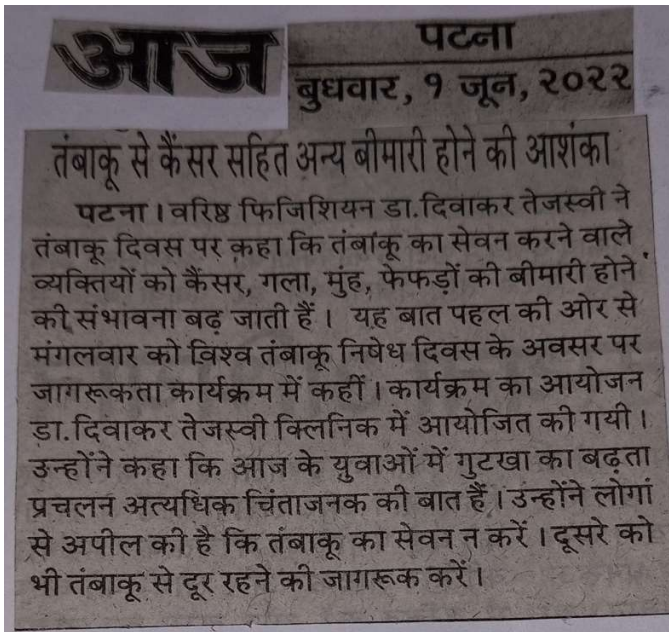 आज
पटना
बुधवार, १ जून, २०२२
तंबाकू से कैंसर सहित अन्य बीमारी होने की आशंका
पटना । वरिष्ठ फिजिशियन डा.दिवाकर तेजस्वी ने
तंबाकू दिवस पर कहा कि तंबाकू का सेवन करने वाले
व्यक्तियों को कैंसर, गला, मुंह, फेफड़ों की बीमारी होने
की संभावना बढ़ जाती हैं । यह बात पहल की ओर से
मंगलवार को विश्व तंबाकू निषेध दिवस के अवसर पर
जागरूकता कार्यक्रम में कहीं । कार्यक्रम का आयोजन
डा.दिवाकर तेजस्वी क्लिनिक में आयोजित की गयी ।
उन्होंने कहा कि आज के युवाओं में गुटखा का बढ़ता
प्रचलन अत्यधिक चिंताजनक की बात हैं । उन्होंने लोगां
से अपील की है कि तंबाकू का सेवन न करें । दूसरे को
भी तंबाकू से दूर रहने की जागरूक करें ।